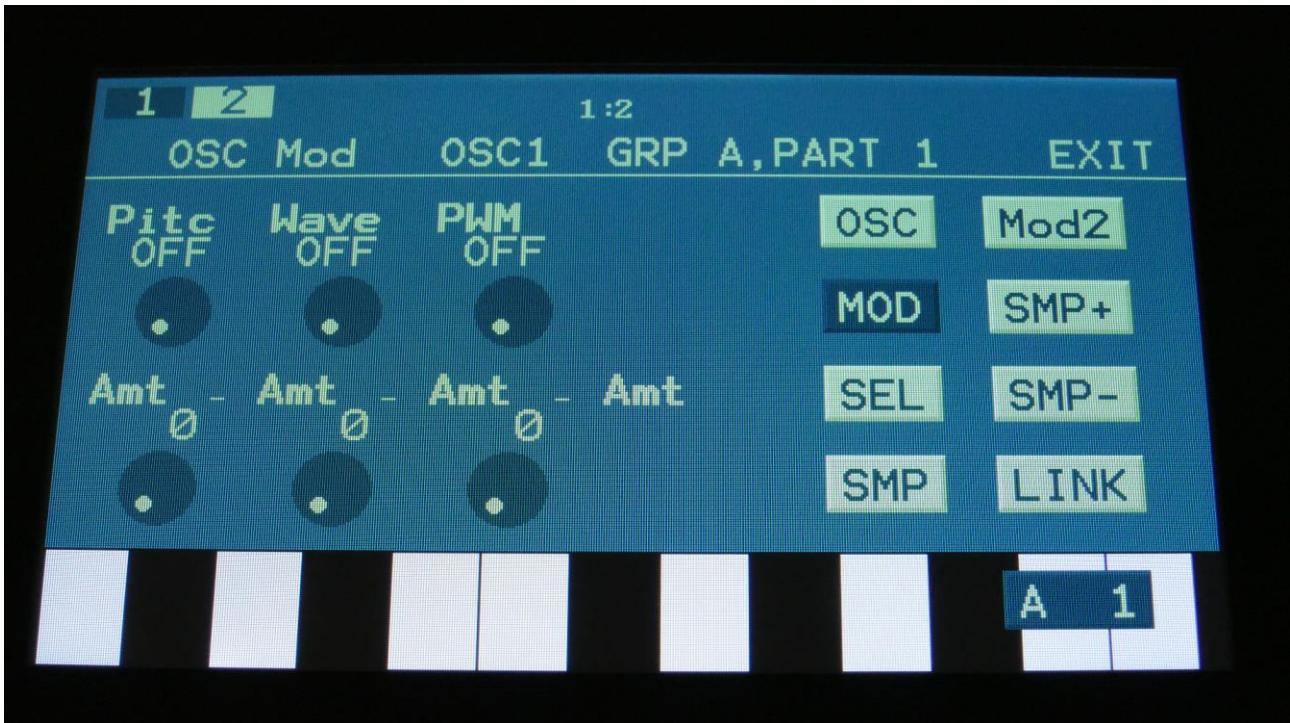 1 2 1:2
OSC Mod OSC1 GRP A,PART 1 EXIT
Pitc Wave PWM OSC Mod2
OFF OFF OFF
MOD SMP+
Amt - Amt - Amt - Amt SEL SMP-
0 0 0
SMP LINK
A 1